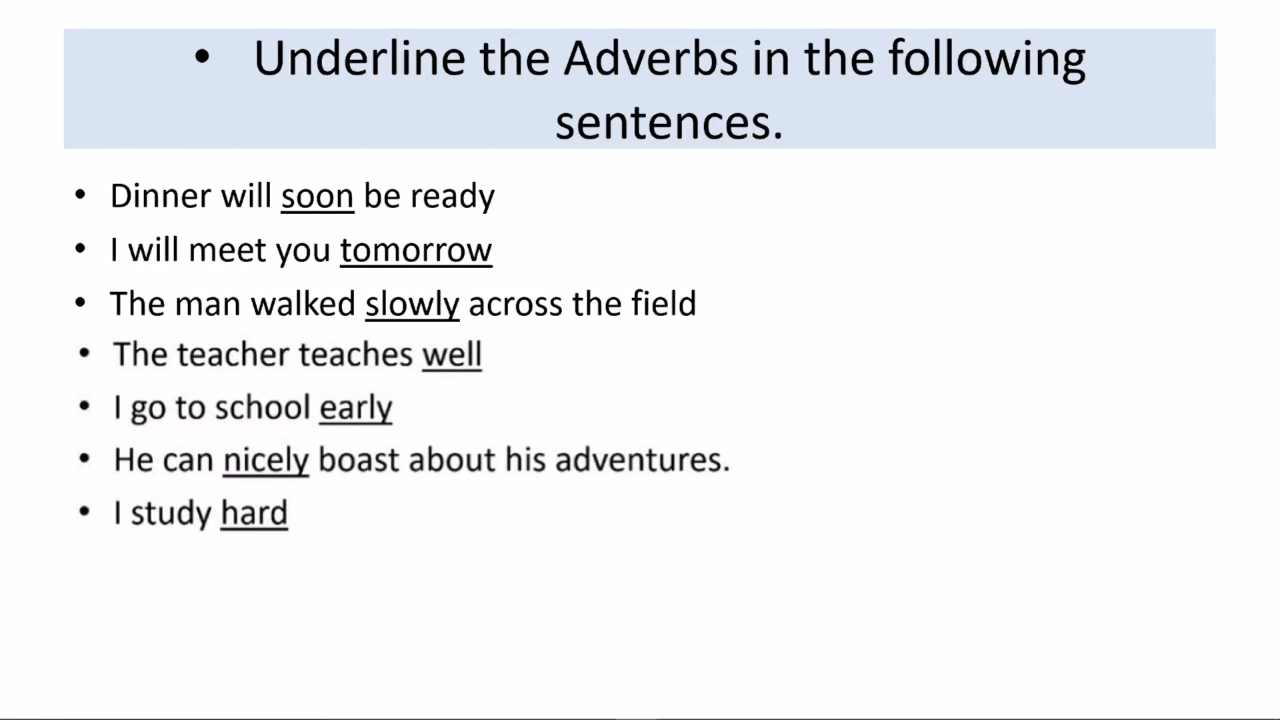 • Underline the Adverbs in the following
sentences.
• Dinner will soon be ready
• I will meet you tomorrow
• The man walked slowly across the field
• The teacher teaches well
• I go to school early
• He can nicely boast about his adventures.
• I study hard